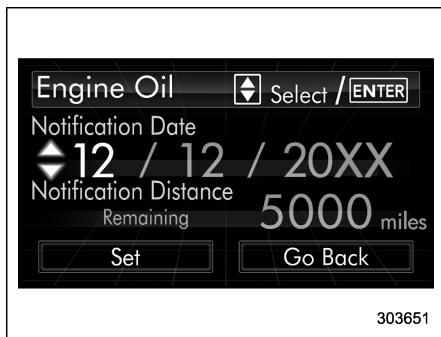 Engine Oil Select / ENTER
Notification Date
12 / 12 / 20XX
Notification Distance
Remaining 5000 miles
Set Go Back
303651